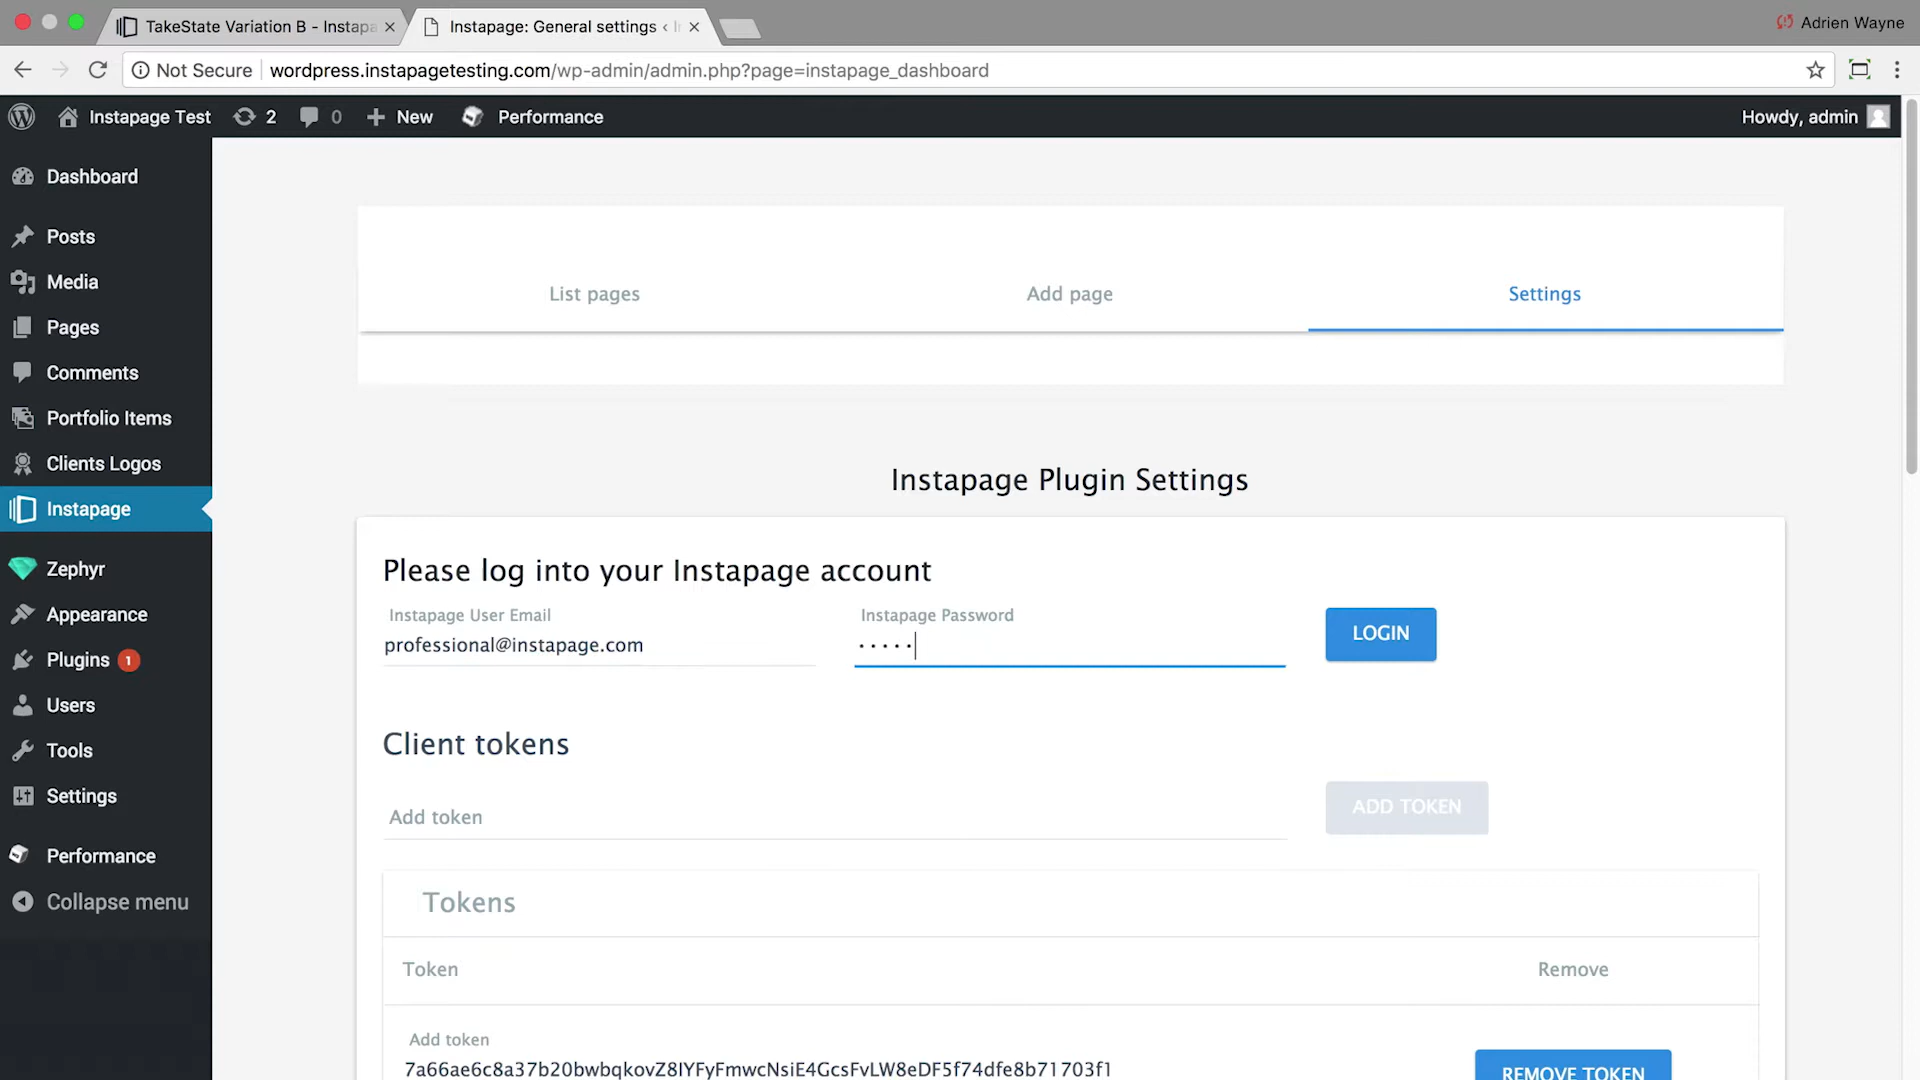 TakeState Variation B - Instapa
Instapage: General settings ‹ I
Adrien Wayne
Not Secure
wordpress.instapagetesting.com/wp-admin/admin.php?page=instapage_dashboard
Instapage Test
2
0
New
Performance
Howdy, admin
Dashboard
Posts
Media
Pages
Comments
Portfolio Items
Clients Logos
Instapage
Zephyr
Appearance
Plugins 1
Users
Tools
Settings
Performance
Collapse menu
List pages
Add page
Settings
Instapage Plugin Settings
Please log into your Instapage account
Instapage User Email
professional@instapage.com
Instapage Password
LOGIN
Client tokens
Add token
ADD TOKEN
Tokens
Token
Remove
Add token
7a66ae6c8a37b20bwbqkovZ8IYFyFmwcNsiE4GcsFvLW8eDF5f74dfe8b71703f1
REMOVE TOKEN